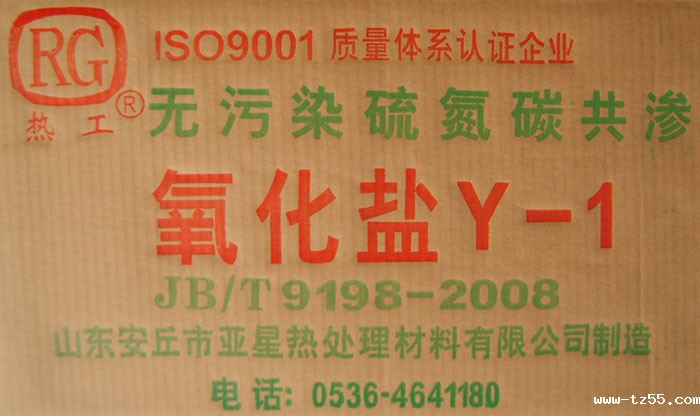 RG
热工®
ISO9001 质量体系认证企业
无污染硫氮碳共渗
氧化盐Y-1
JB/T 9198-2008
山东安丘市亚星热处理材料有限公司制造
电话: 0536-4641180
www-tz55.com